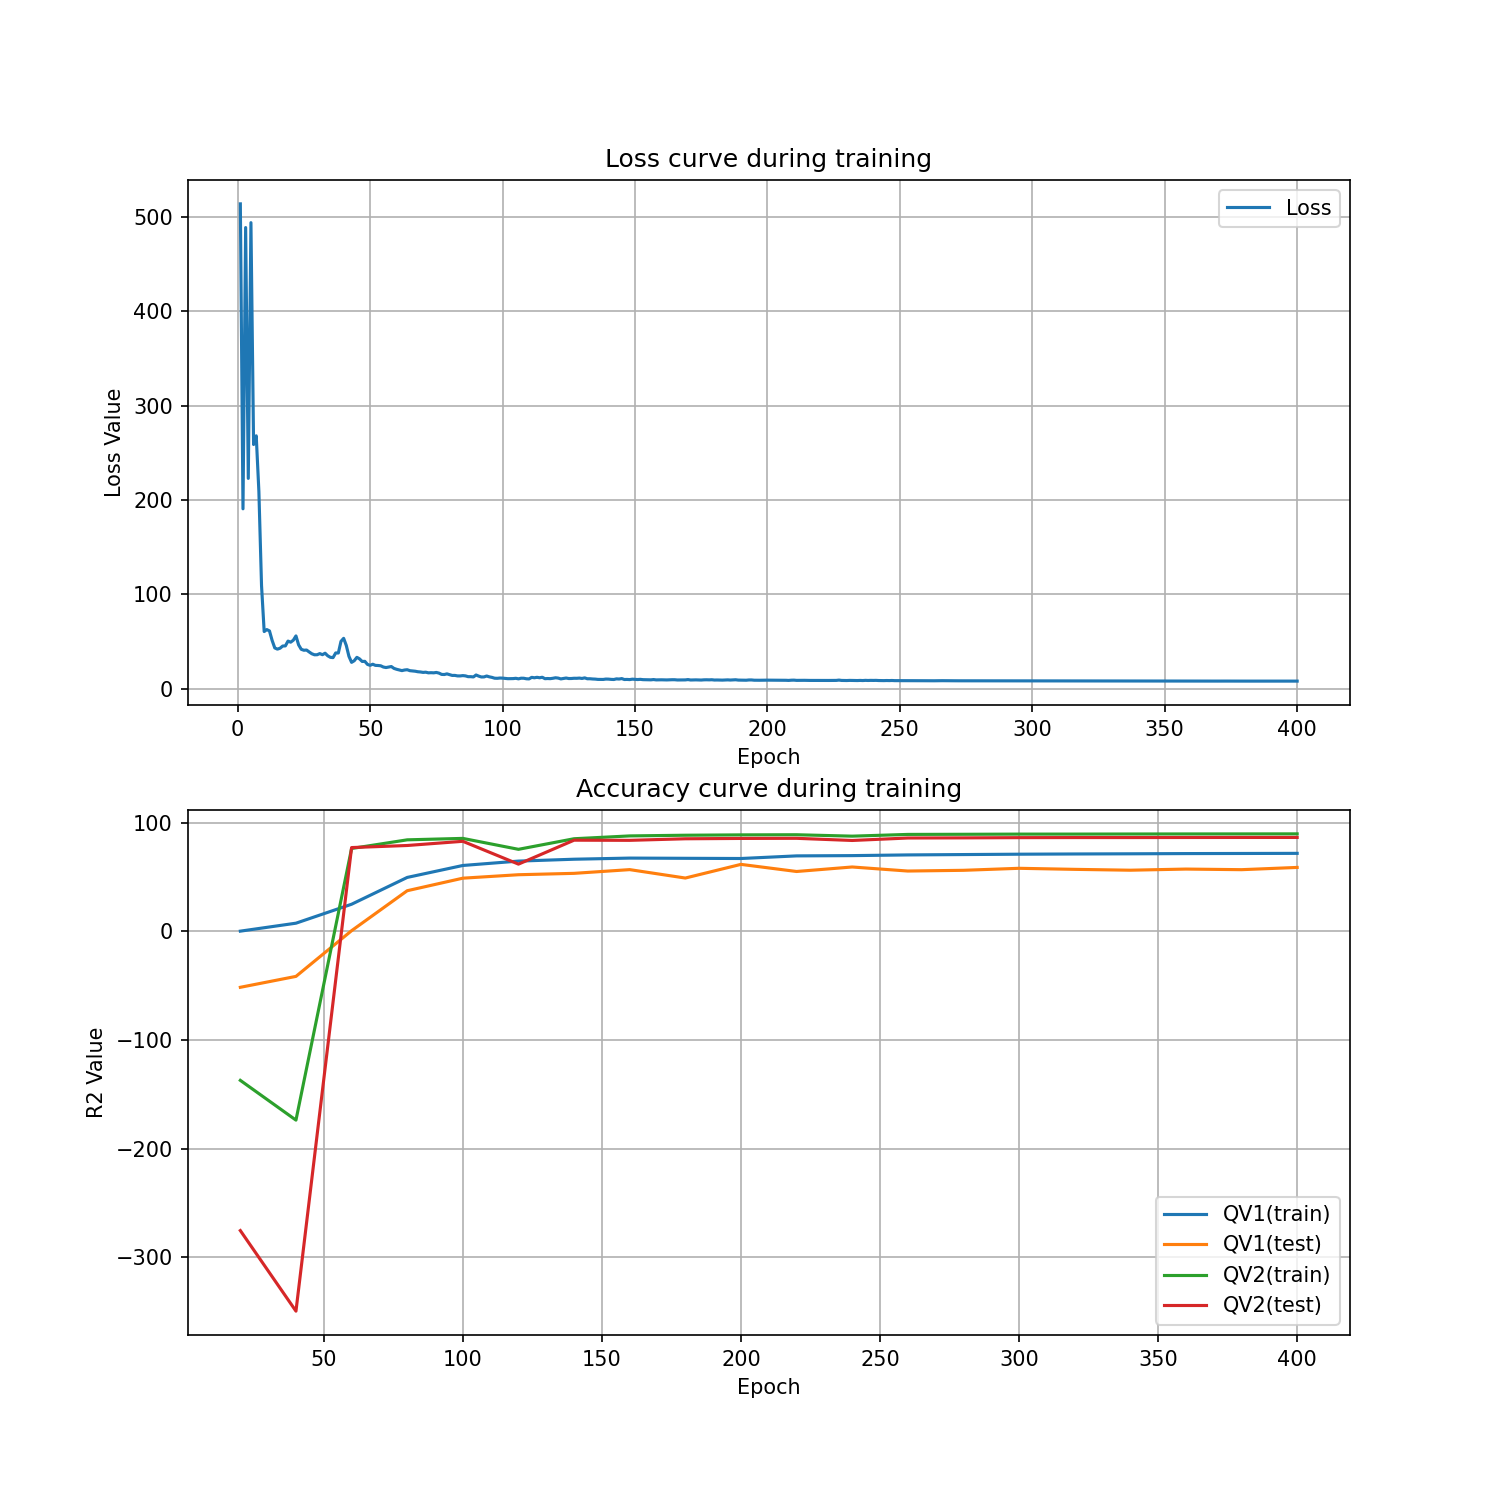 Loss curve during training
500
400
300
200
100
0
Loss Value
Loss
0 50 100 150 200 250 300 350 400
Epoch
Accuracy curve during training
100
0
−100
−200
−300
R2 Value
QV1(train)
QV1(test)
QV2(train)
QV2(test)
50 100 150 200 250 300 350 400
Epoch